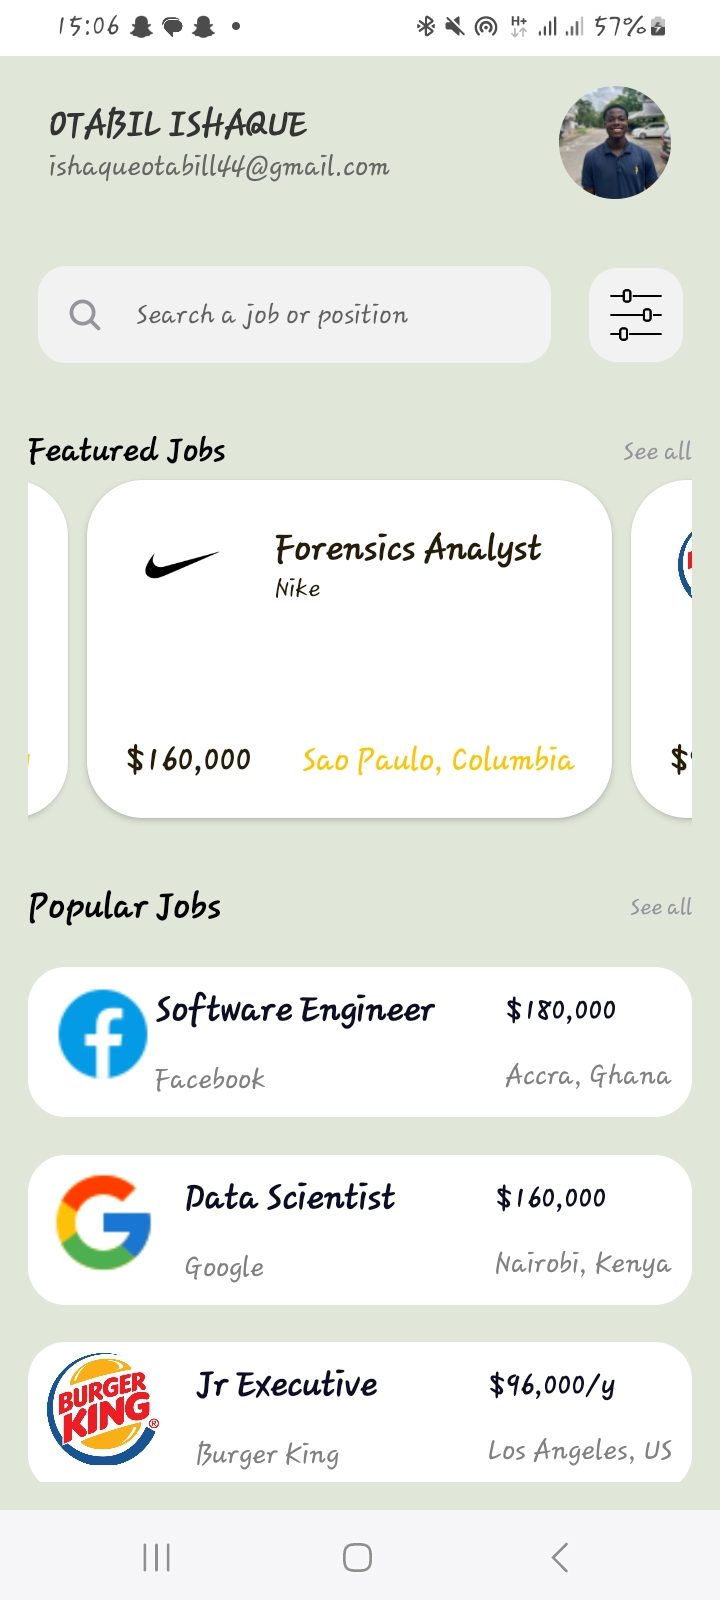 15:06
H+
57%
OTABIL ISHAQUE
ishaqueotabill44@gmail.com
Search a job or position
Featured Jobs
See all
Forensics Analyst
Nike
$160,000
Sao Paulo, Columbia
Popular Jobs
See all
Software Engineer
$180,000
Facebook
Accra, Ghana
Data Scientist
$160,000
Google
Nairobi, Kenya
BURGER
KING®
Jr Executive
$96,000/y
Burger King
Los Angeles, US